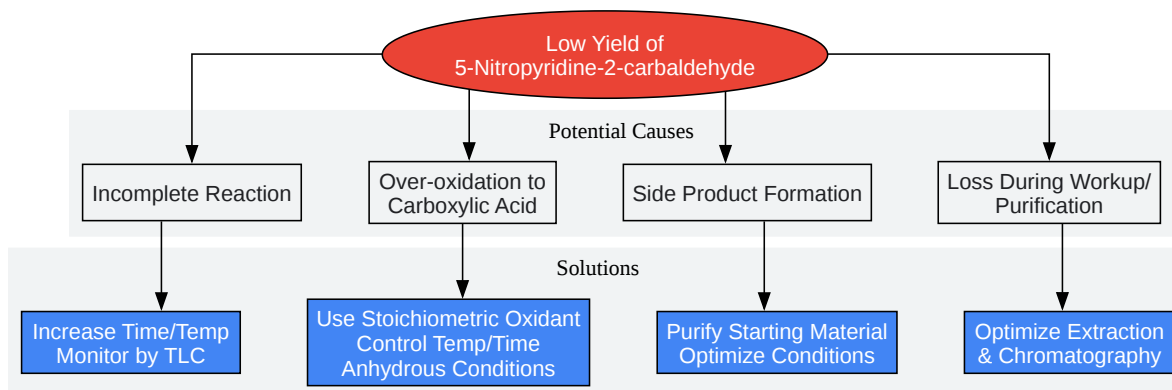 Low Yield of
5-Nitropyridine-2-carbaldehyde
Potential Causes
Incomplete Reaction
Over-oxidation to
Carboxylic Acid
Side Product Formation
Loss During Workup/
Purification
Solutions
Increase Time/Temp
Monitor by TLC
Use Stoichiometric Oxidant
Control Temp/Time
Anhydrous Conditions
Purify Starting Material
Optimize Conditions
Optimize Extraction
& Chromatography